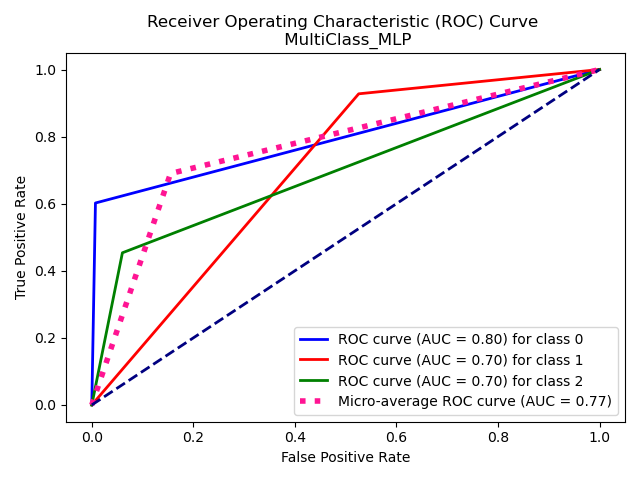 Receiver Operating Characteristic (ROC) Curve
MultiClass_MLP
True Positive Rate
1.0
0.8
0.6
0.4
0.2
0.0
0.0 0.2 0.4 0.6 0.8 1.0
False Positive Rate
ROC curve (AUC = 0.80) for class 0
ROC curve (AUC = 0.70) for class 1
ROC curve (AUC = 0.70) for class 2
Micro-average ROC curve (AUC = 0.77)